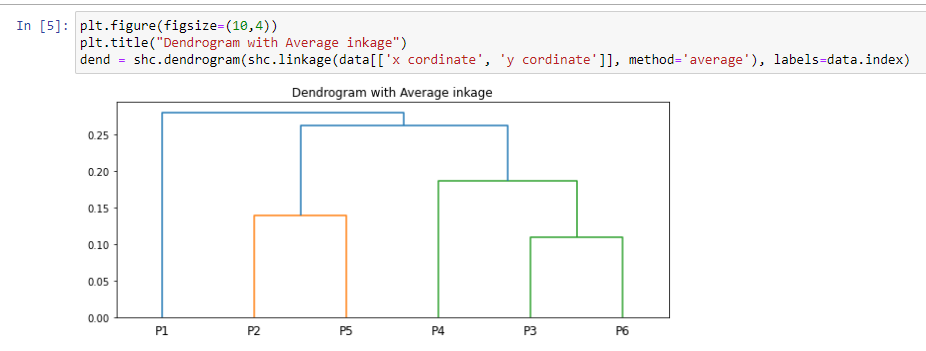 In [5]: plt.figure(figsize=(10,4))
plt.title("Dendrogram with Average inkage")
dend = shc.dendrogram(shc.linkage(data[['x cordinate', 'y cordinate']], method='average'), labels=data.index)
Dendrogram with Average inkage
0.25
0.20
0.15
0.10
0.05
0.00
P1 P2 P5 P4 P3 P6